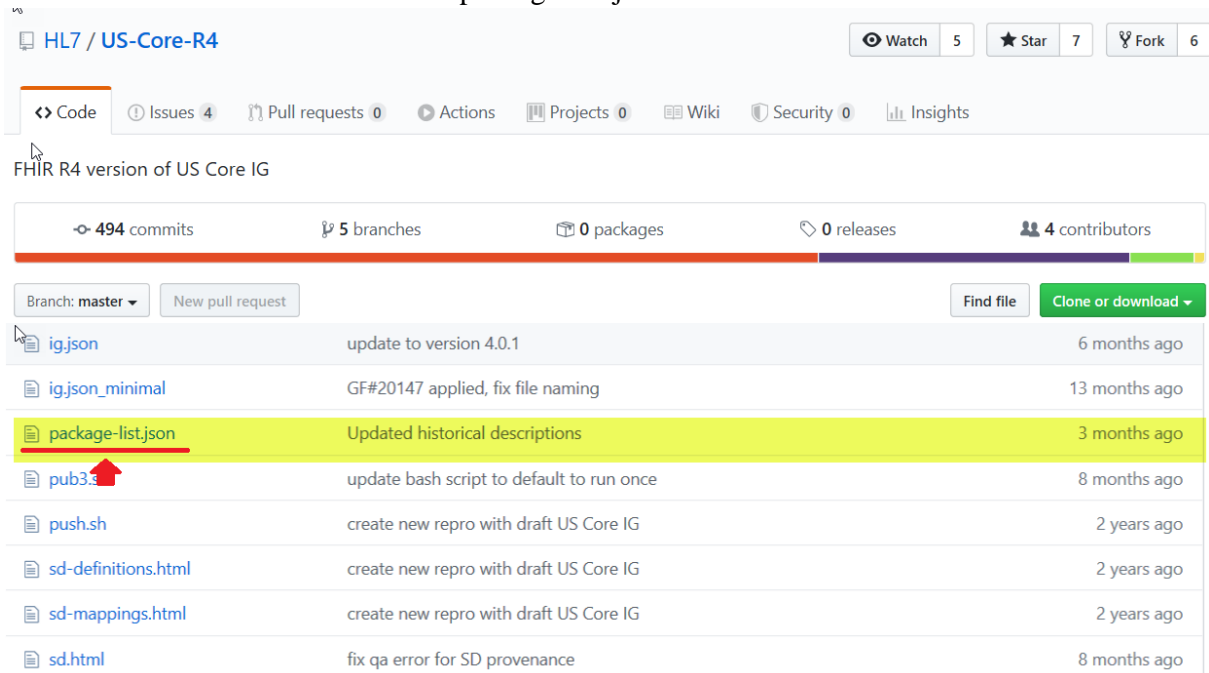 HL7 / US-Core-R4 Watch 5 Star 7 Fork 6
Code Issues 4 Pull requests 0 Actions Projects 0 Wiki Security 0 Insights
FHIR R4 version of US Core IG
494 commits 5 branches 0 packages 0 releases 4 contributors
Branch: master New pull request Find file Clone or download
ig.json update to version 4.0.1 6 months ago
ig.json_minimal GF#20147 applied, fix file naming 13 months ago
package-list.json Updated historical descriptions 3 months ago
pub3.s update bash script to default to run once 8 months ago
push.sh create new repro with draft US Core IG 2 years ago
sd-definitions.html create new repro with draft US Core IG 2 years ago
sd-mappings.html create new repro with draft US Core IG 2 years ago
sd.html fix qa error for SD provenance 8 months ago